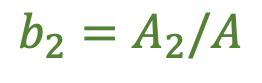 b₂ = A₂/A